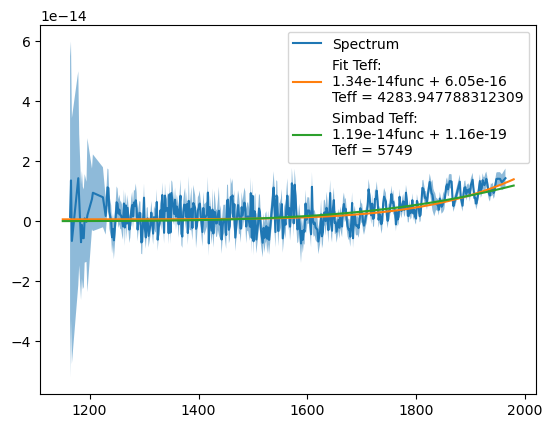 1e−14
6
Spectrum
Fit Teff:
1.34e-14func + 6.05e-16
Teff = 4283.947788312309
Simbad Teff:
1.19e-14func + 1.16e-19
Teff = 5749
4
2
0
−2
−4
1200 1400 1600 1800 2000